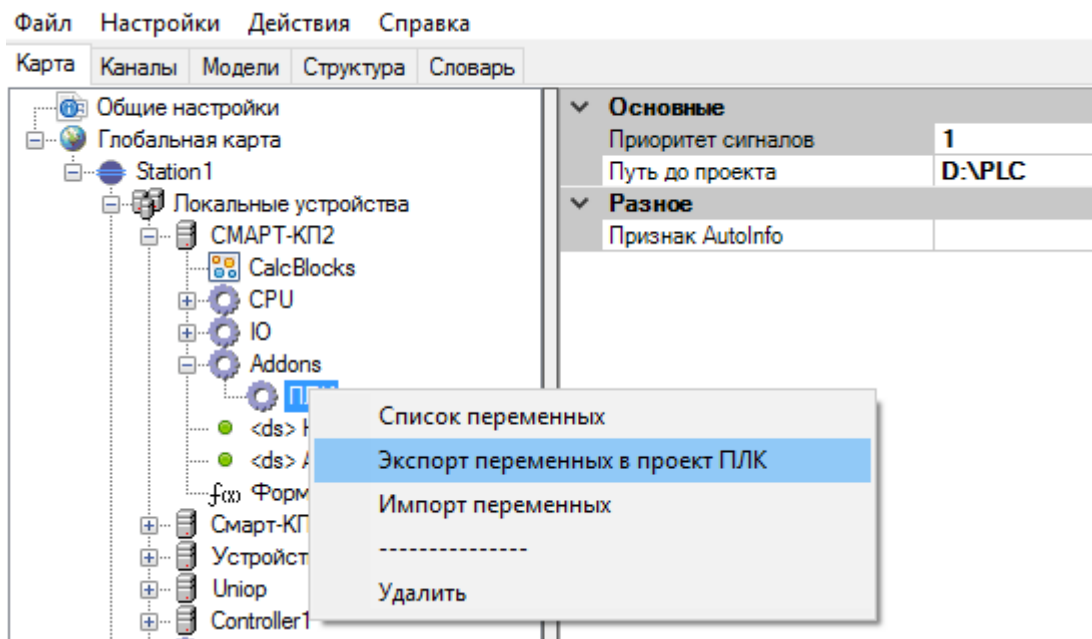 Файл Настройки Действия Справка
Карта Каналы Модели Структура Словарь
Общие настройки
Глобальная карта
Station1
Локальные устройства
СМАРТ-КП2
CalcBlocks
CPU
IO
Addons
<ds>
<ds>
f(x)
Uniop
Controller1
Основные
Приоритет сигналов 1
Путь до проекта D:\PLC
Разное
Признак AutoInfo
Список переменных
Экспорт переменных в проект ПЛК
Импорт переменных
---------------
Удалить